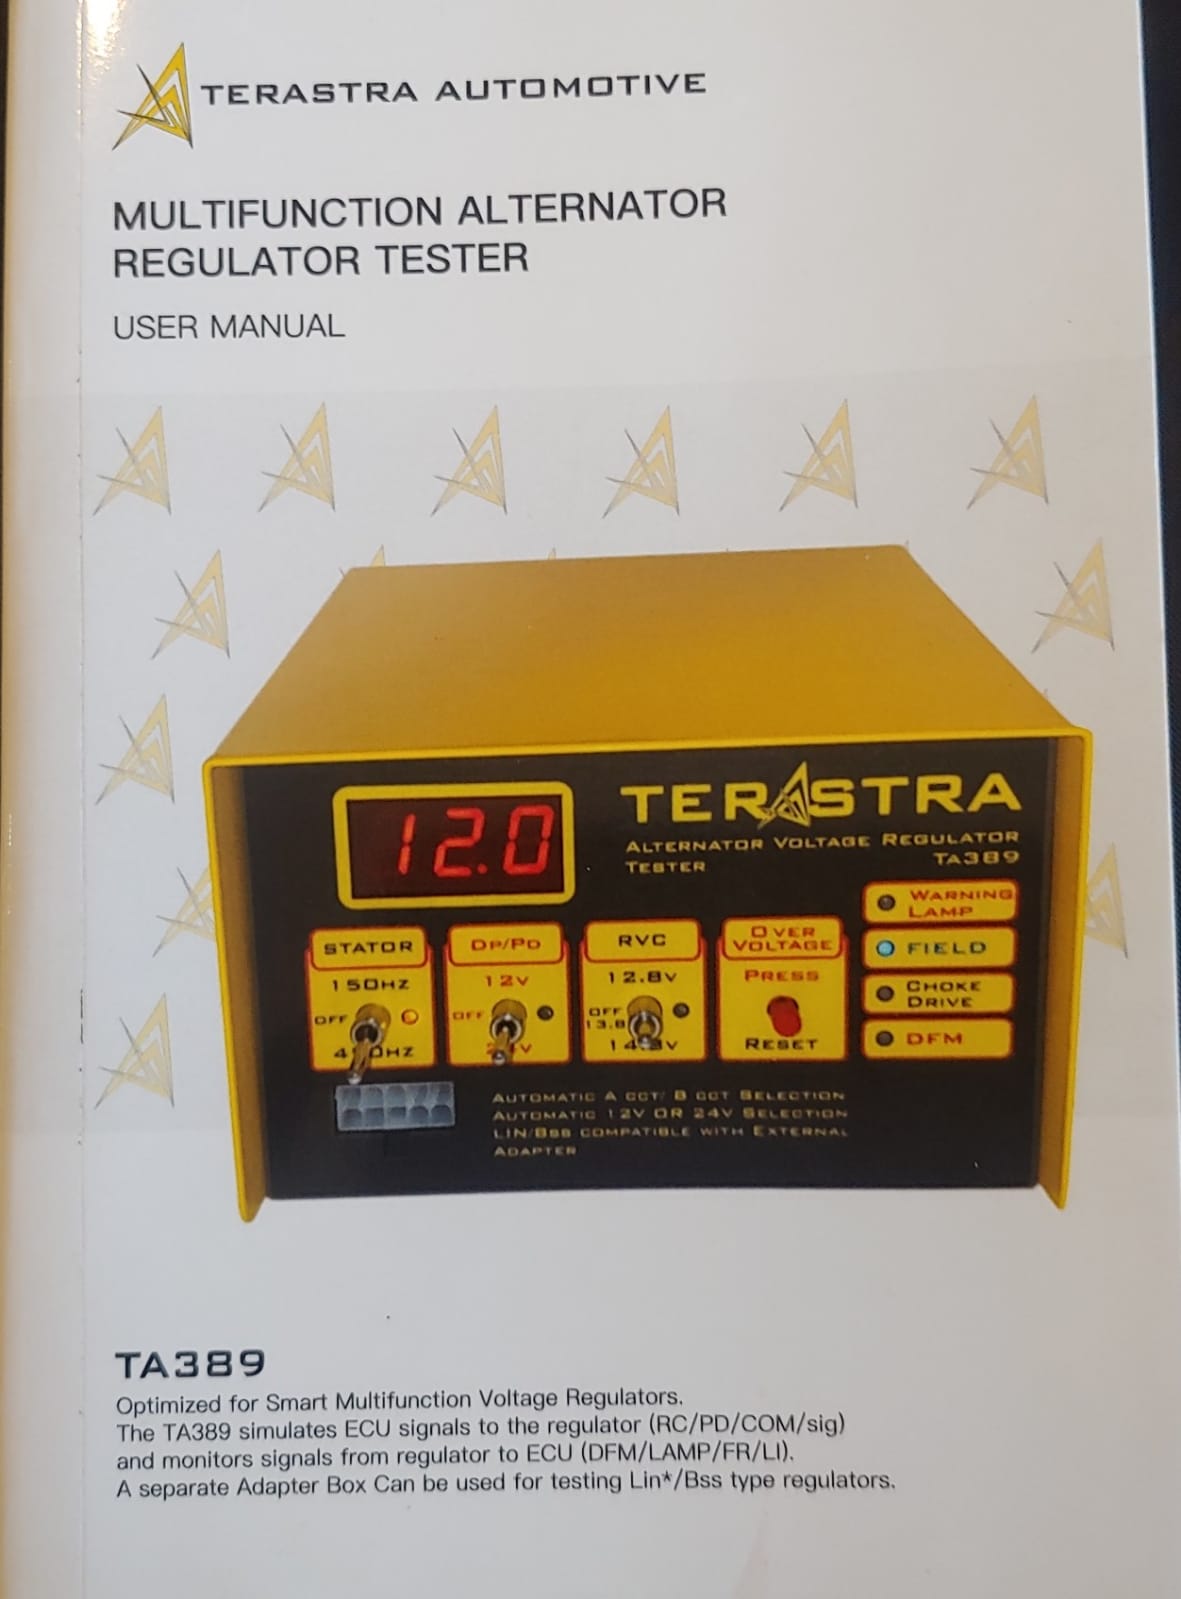 TERASTRA AUTOMOTIVE
MULTIFUNCTION ALTERNATOR
REGULATOR TESTER
USER MANUAL
12.0
TERASTRA
ALTERNATOR VOLTAGE REGULATOR
TESTER
TA389
STATOR
150HZ
OFF
DP/PD
12V
OFF
RVC
12.8V
OFF
13.8
OVER
VOLTAGE
PRESS
RESET
WARNING
LAMP
FIELD
CHOKE
DRIVE
DFM
AUTOMATIC A CCT/ B CCT SELECTION
AUTOMATIC 12V OR 24V SELECTION
LIN/BSS COMPATIBLE WITH EXTERNAL
ADAPTER
TA389
Optimized for Smart Multifunction Voltage Regulators.
The TA389 simulates ECU signals to the regulator (RC/PD/COM/sig)
and monitors signals from regulator to ECU (DFM/LAMP/FR/LI).
A separate Adapter Box Can be used for testing Lin*/Bss type regulators.